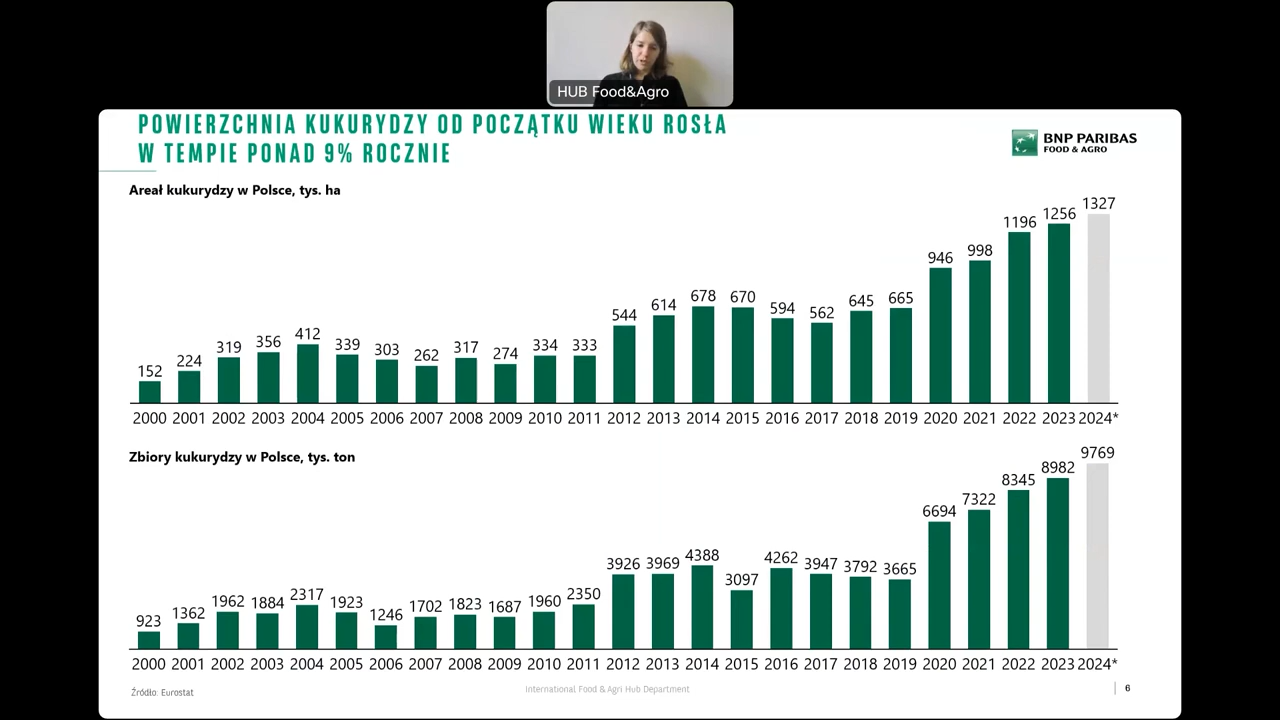 HUB Food&Agro
POWIERZCHNIA KUKURYDZY OD POCZĄTKU WIEKU ROSŁA
W TEMPIE PONAD 9% ROCZNIE
BNP PARIBAS
FOOD & AGRO
Areał kukurydzy w Polsce, tys. ha
152 224 319 356 412 339 303 262 317 274 334 333 544 614 678 670 594 562 645 665 946 998 1196 1256 1327
2000 2001 2002 2003 2004 2005 2006 2007 2008 2009 2010 2011 2012 2013 2014 2015 2016 2017 2018 2019 2020 2021 2022 2023 2024*
Zbiory kukurydzy w Polsce, tys. ton
923 1362 1962 1884 2317 1923 1246 1702 1823 1687 1960 2350 3926 3969 4388 3097 4262 3947 3792 3665 6694 7322 8345 8982 9769
2000 2001 2002 2003 2004 2005 2006 2007 2008 2009 2010 2011 2012 2013 2014 2015 2016 2017 2018 2019 2020 2021 2022 2023 2024*
Źródło: Eurostat
International Food & Agri Hub Department
6